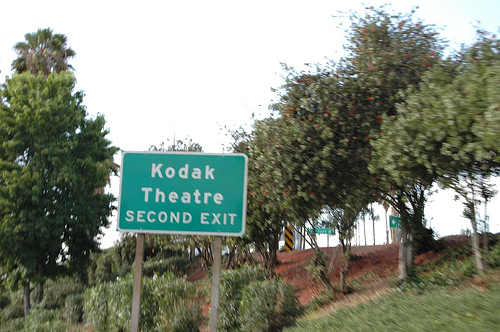 Kodak
Theatre
SECOND EXIT